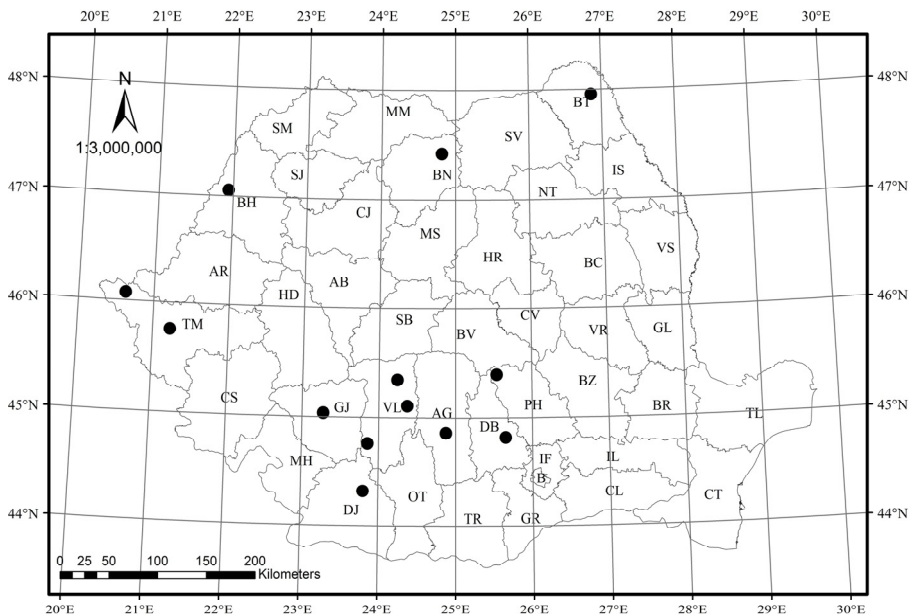 20°E 21°E 22°E 23°E 24°E 25°E 26°E 27°E 28°E 29°E 30°E
48°N 48°N
N
1:3,000,000
MM BT
SM SV
SJ BN IS
47°N NT 47°N
BH CJ
MS VS
HR BC
AR AB
HD
46°N 46°N
TM SB BV CV VR GL
BZ
CS GJ VL AG PH BR TL
45°N DB 45°N
MH IF IL
B
DJ OT CL CT
44°N TR GR 44°N
0 25 50 100 150 200
Kilometers
20°E 21°E 22°E 23°E 24°E 25°E 26°E 27°E 28°E 29°E 30°E